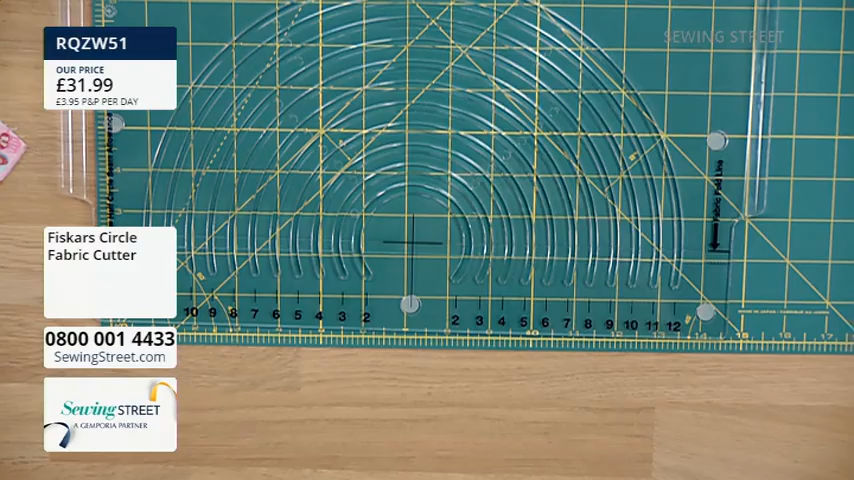 RQZW51
OUR PRICE
£31.99
£3.95 P&P PER DAY
Fiskars Circle
Fabric Cutter
0800 001 4433
SewingStreet.com
Sewing STREET
A GEMPORIA PARTNER
SEWING STREET
Fabric Fold Line
10 9 8 7 6 5 4 3 2
2 3 4 5 6 7 8 9 10 11 12